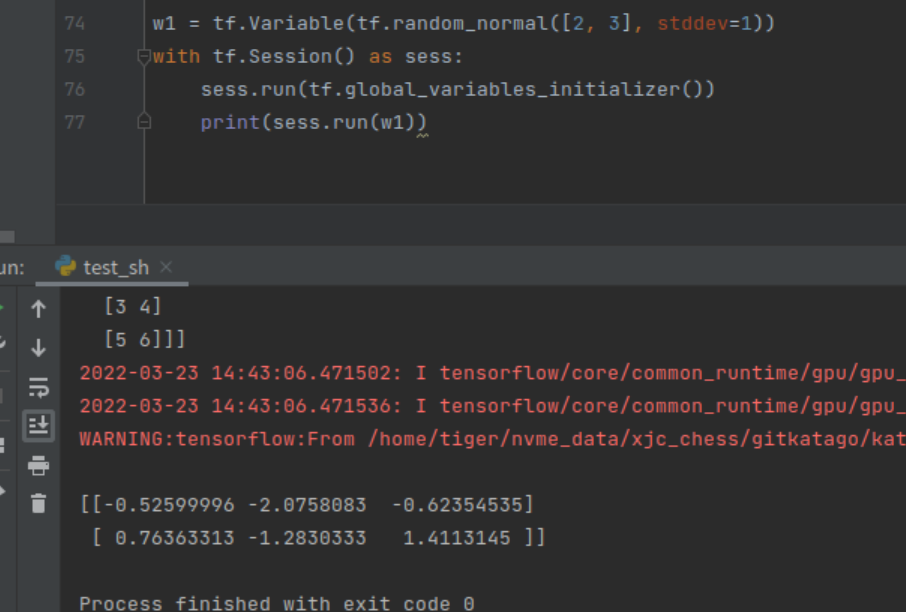 74 w1 = tf.Variable(tf.random_normal([2, 3], stddev=1))
75 with tf.Session() as sess:
76 sess.run(tf.global_variables_initializer())
77 print(sess.run(w1))
un: test_sh
[3 4]
[5 6]]]
2022-03-23 14:43:06.471502: I tensorflow/core/common_runtime/gpu/gpu_
2022-03-23 14:43:06.471536: I tensorflow/core/common_runtime/gpu/gpu_
WARNING:tensorflow:From /home/tiger/nvme_data/xjc_chess/gitkatago/kat
[[-0.52599996 -2.0758083 -0.62354535]
[ 0.76363313 -1.2830333 1.4113145 ]]
Process finished with exit code 0